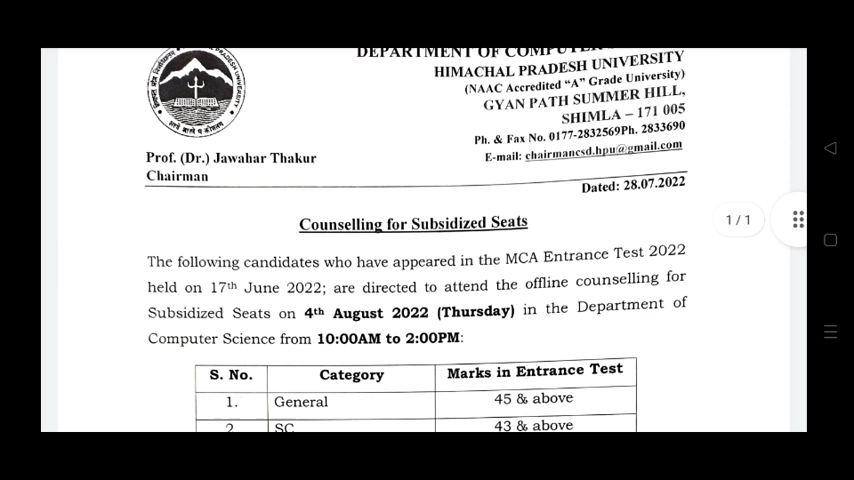 DEPARTMENT OF COMPUTER
HIMACHAL PRADESH UNIVERSITY
(NAAC Accredited “A” Grade University)
GYAN PATH SUMMER HILL,
SHIMLA – 171 005
Ph. & Fax No. 0177-2832569Ph. 2833690
E-mail: chairmancsd.hpu@gmail.com
Prof. (Dr.) Jawahar Thakur
Chairman
Dated: 28.07.2022
1 / 1
Counselling for Subsidized Seats
The following candidates who have appeared in the MCA Entrance Test 2022
held on 17th June 2022; are directed to attend the offline counselling for
Subsidized Seats on 4th August 2022 (Thursday) in the Department of
Computer Science from 10:00AM to 2:00PM:
S. No. Category Marks in Entrance Test
1. General 45 & above
2. SC 43 & above